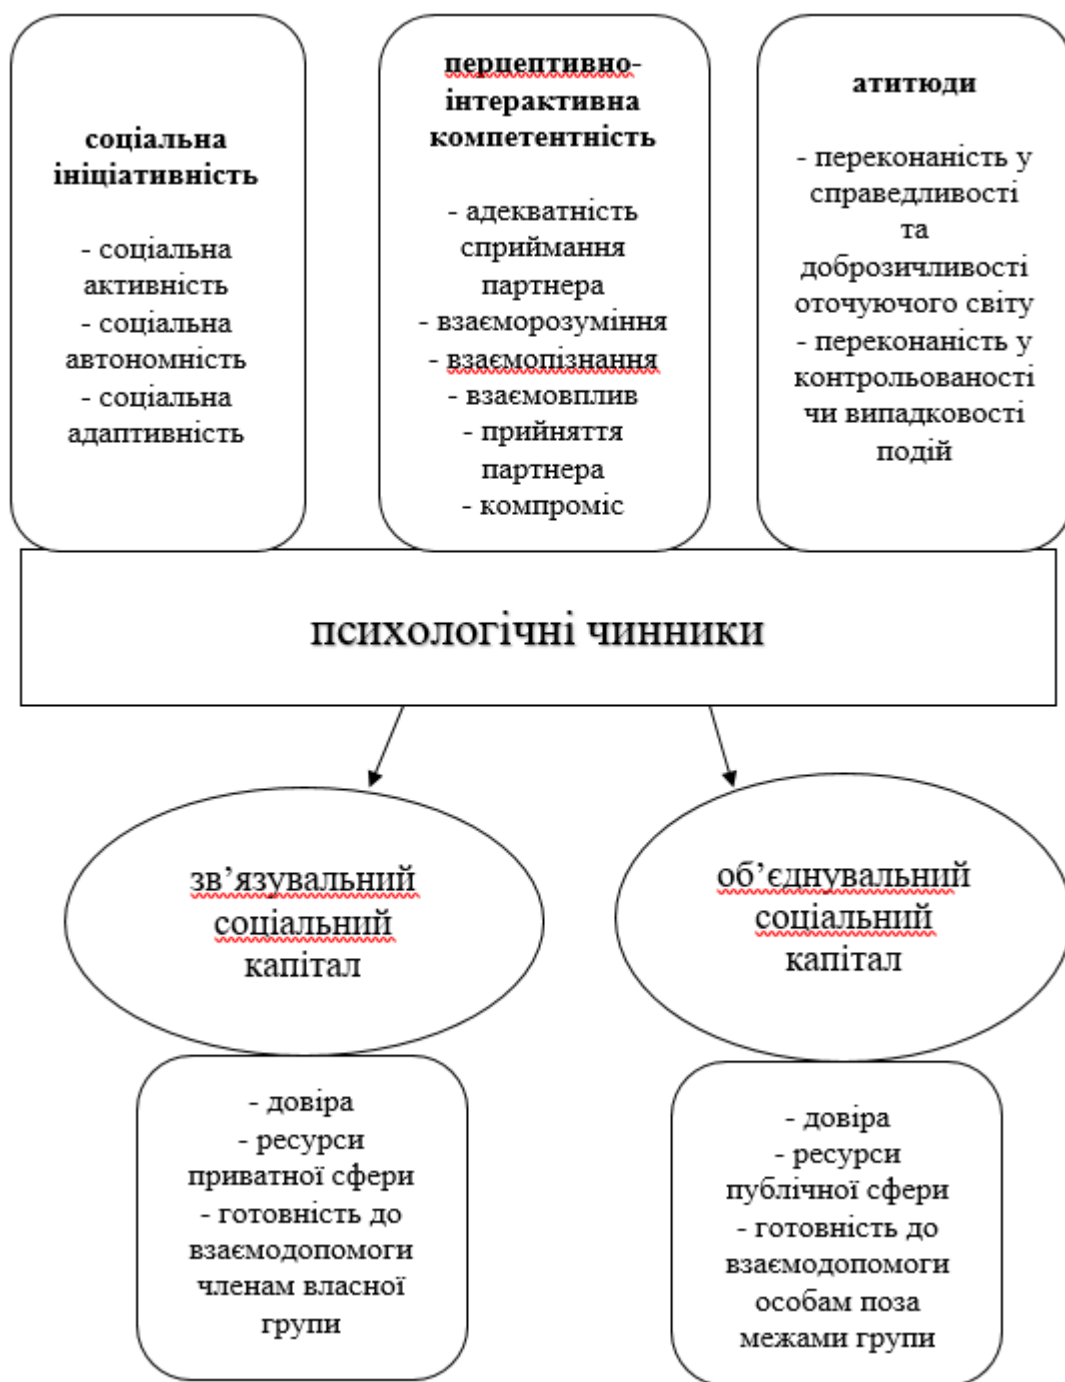 соціальна
ініціативність
- соціальна
активність
- соціальна
автономність
- соціальна
адаптивність
перцептивно-
інтерактивна
компетентність
- адекватність
сприймання
партнера
- взаєморозуміння
- взаємопізнання
- взаємовплив
- прийняття
партнера
- компроміс
атитюди
- переконаність у
справедливості
та
доброзичливості
оточуючого світу
- переконаність у
контрольованості
чи випадковості
подій
психологічні чинники
зв’язувальний
соціальний
капітал
об’єднувальний
соціальний
капітал
- довіра
- ресурси
приватної сфери
- готовність до
взаємодопомоги
членам власної
групи
- довіра
- ресурси
публічної сфери
- готовність до
взаємодопомоги
особам поза
межами групи